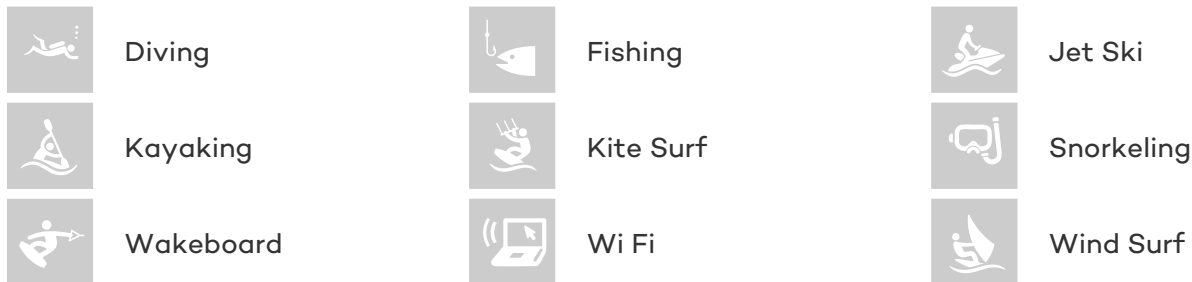 Diving
Fishing
Jet Ski
Kayaking
Kite Surf
Snorkeling
Wakeboard
Wi Fi
Wind Surf